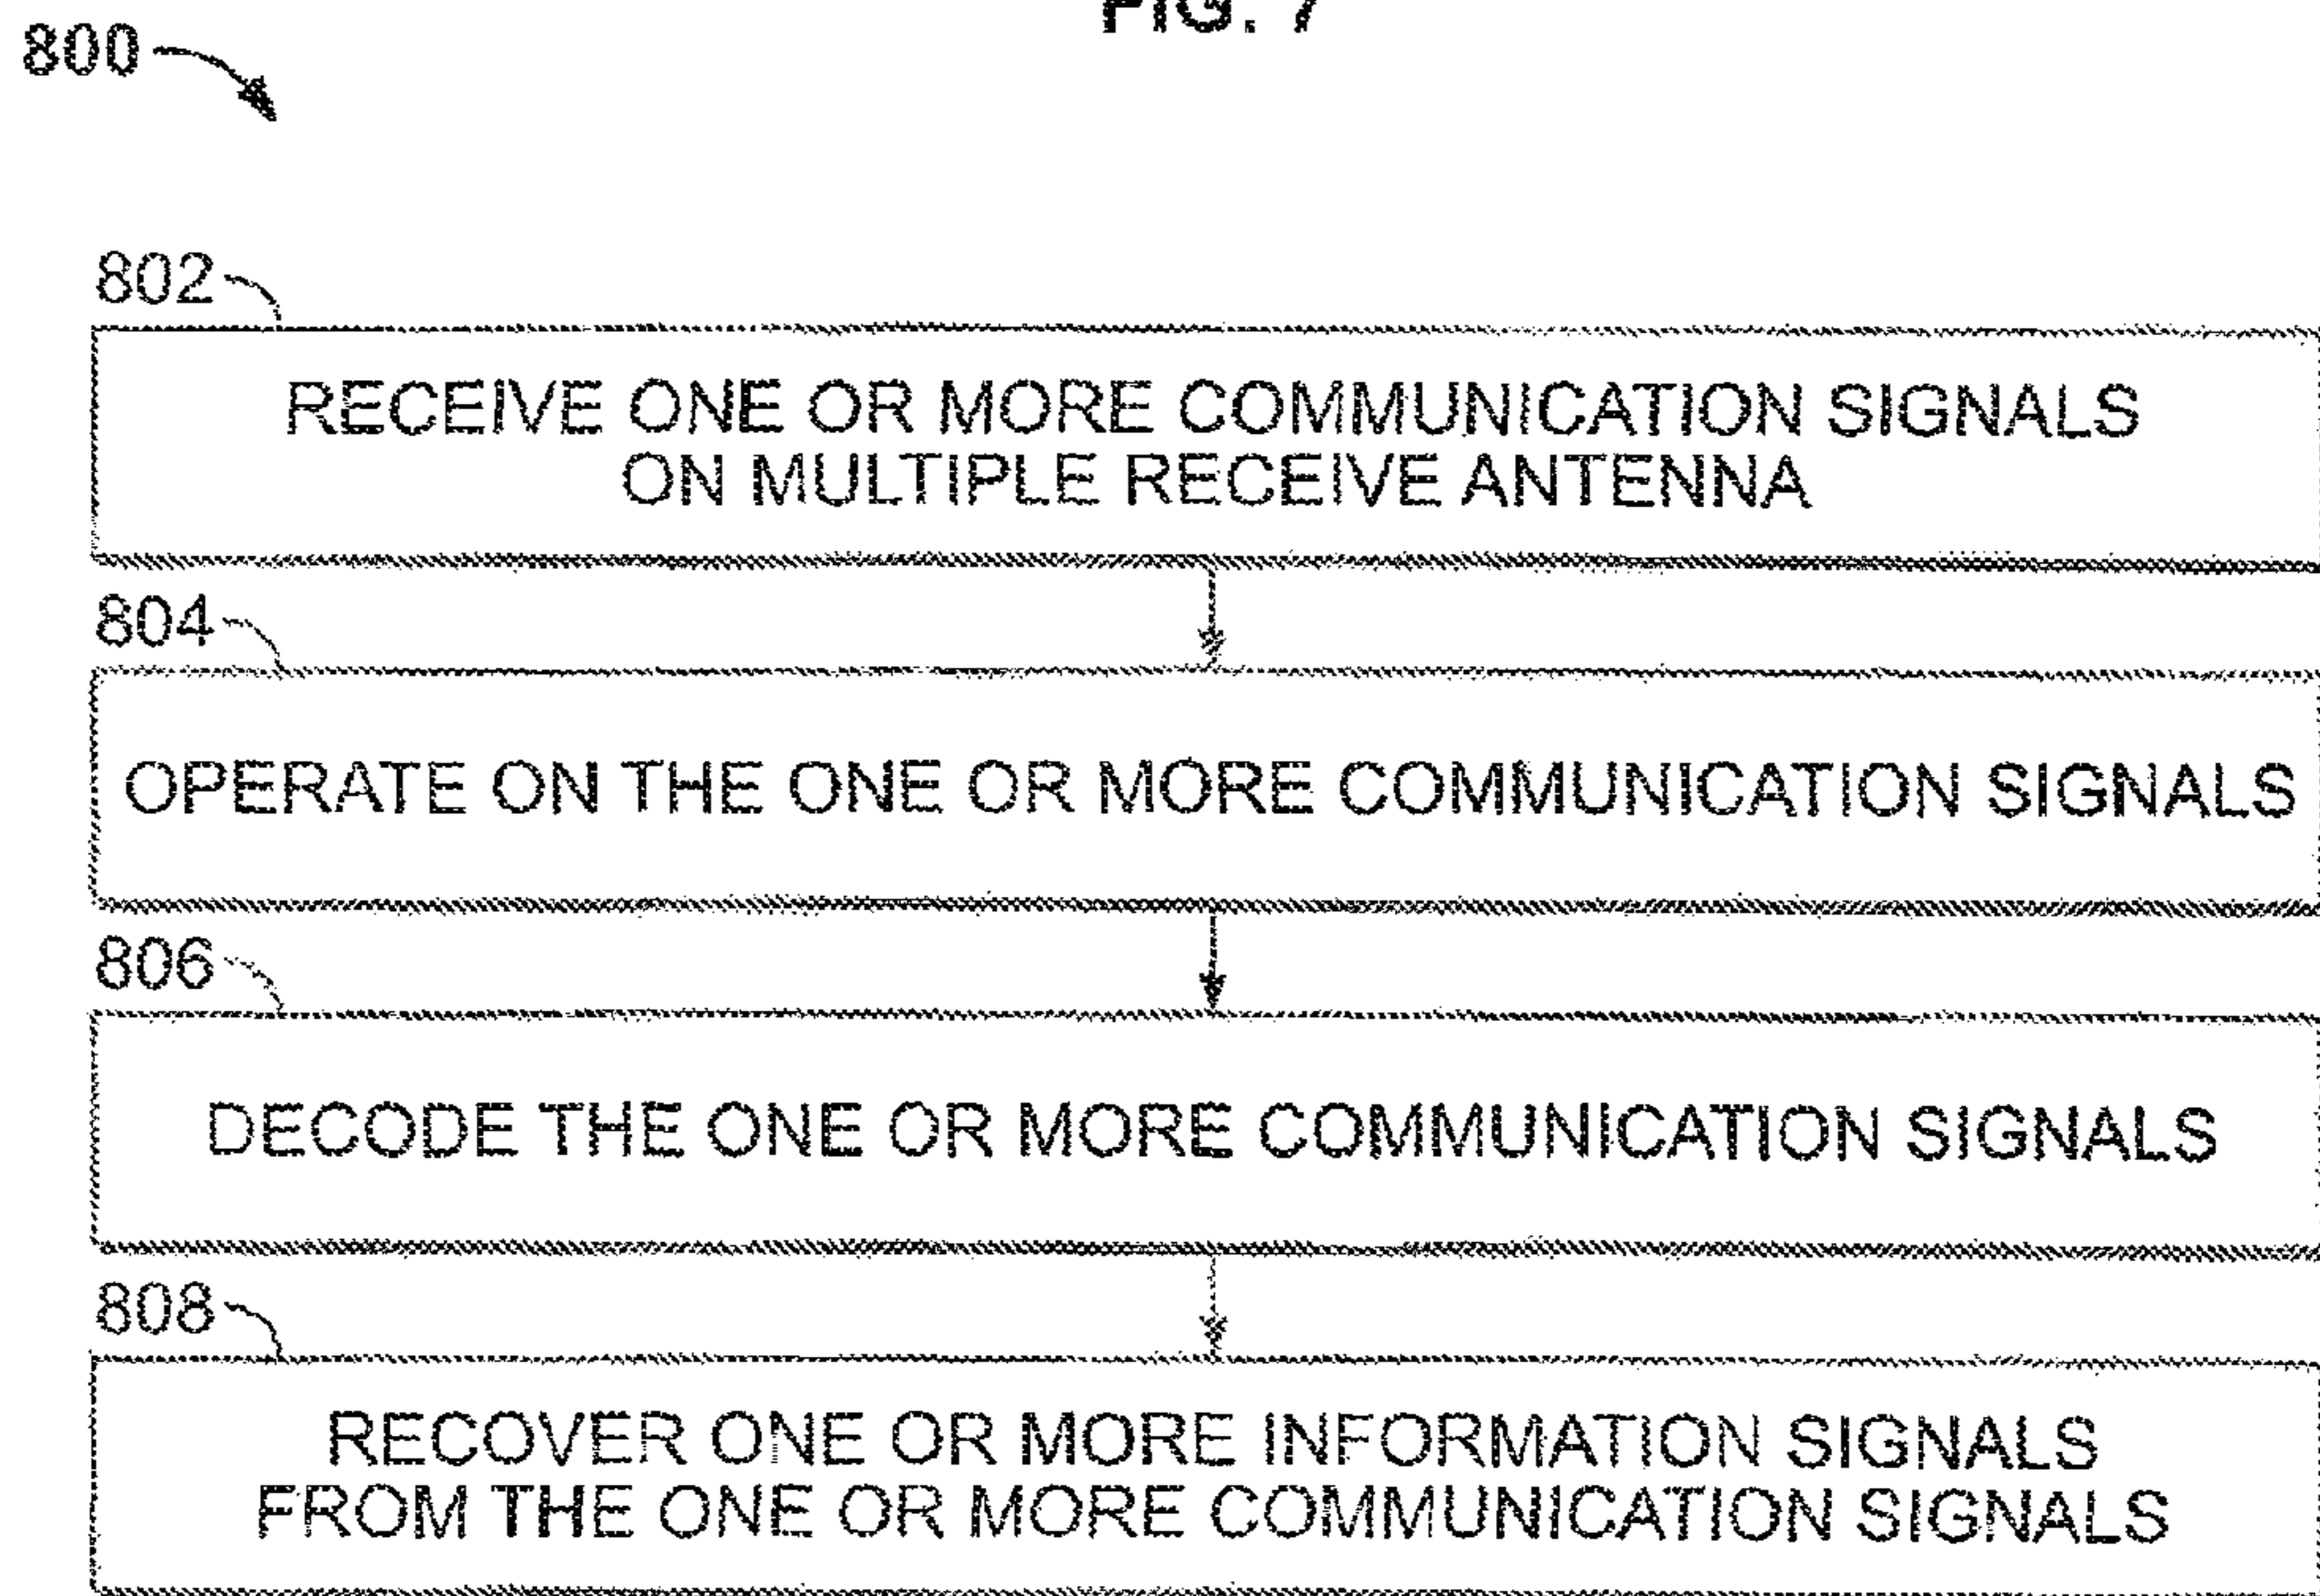 FIG. 7
800
802
RECEIVE ONE OR MORE COMMUNICATION SIGNALS
ON MULTIPLE RECEIVE ANTENNA
804
OPERATE ON THE ONE OR MORE COMMUNICATION SIGNALS
806
DECODE THE ONE OR MORE COMMUNICATION SIGNALS
808
RECOVER ONE OR MORE INFORMATION SIGNALS
FROM THE ONE OR MORE COMMUNICATION SIGNALS